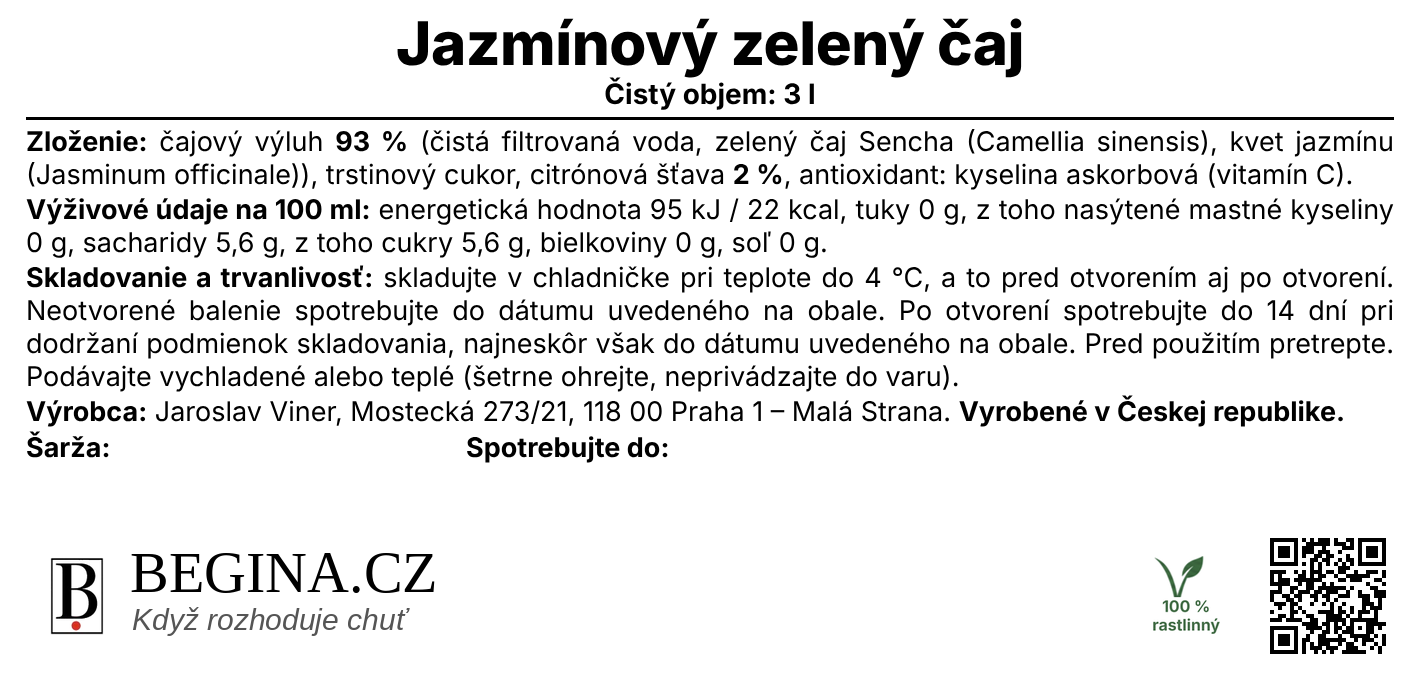 Jazmínový zelený čaj
Čistý objem: 3 l
Zloženie: čajový výluh 93 % (čistá filtrovaná voda, zelený čaj Sencha (Camellia sinensis), kvet jazmínu
(Jasminum officinale)), trstinový cukor, citrónová šťava 2 %, antioxidant: kyselina askorbová (vitamín C).
Výživové údaje na 100 ml: energetická hodnota 95 kJ / 22 kcal, tuky 0 g, z toho nasýtené mastné kyseliny
0 g, sacharidy 5,6 g, z toho cukry 5,6 g, bielkoviny 0 g, soľ 0 g.
Skladovanie a trvanlivosť: skladujte v chladničke pri teplote do 4 °C, a to pred otvorením aj po otvorení.
Neotvorené balenie spotrebujte do dátumu uvedeného na obale. Po otvorení spotrebujte do 14 dní pri
dodržaní podmienok skladovania, najneskôr však do dátumu uvedeného na obale. Pred použitím pretrepte.
Podávajte vychladené alebo teplé (šetrne ohrejte, neprivádzajte do varu).
Výrobca: Jaroslav Viner, Mostecká 273/21, 118 00 Praha 1 – Malá Strana. Vyrobené v Českej republike.
Šarža: Spotrebujte do:
B BEGINA.CZ
Když rozhoduje chuť
100 %
rastlinný